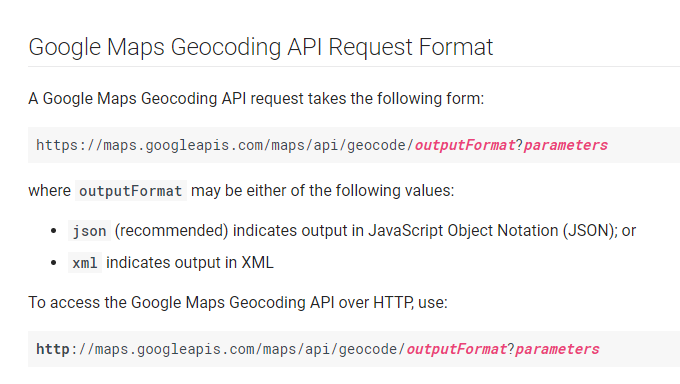 Google Maps Geocoding API Request Format
A Google Maps Geocoding API request takes the following form:
https://maps.googleapis.com/maps/api/geocode/outputFormat?parameters
where outputFormat may be either of the following values:
• json (recommended) indicates output in JavaScript Object Notation (JSON); or
• xml indicates output in XML
To access the Google Maps Geocoding API over HTTP, use:
http://maps.googleapis.com/maps/api/geocode/outputFormat?parameters